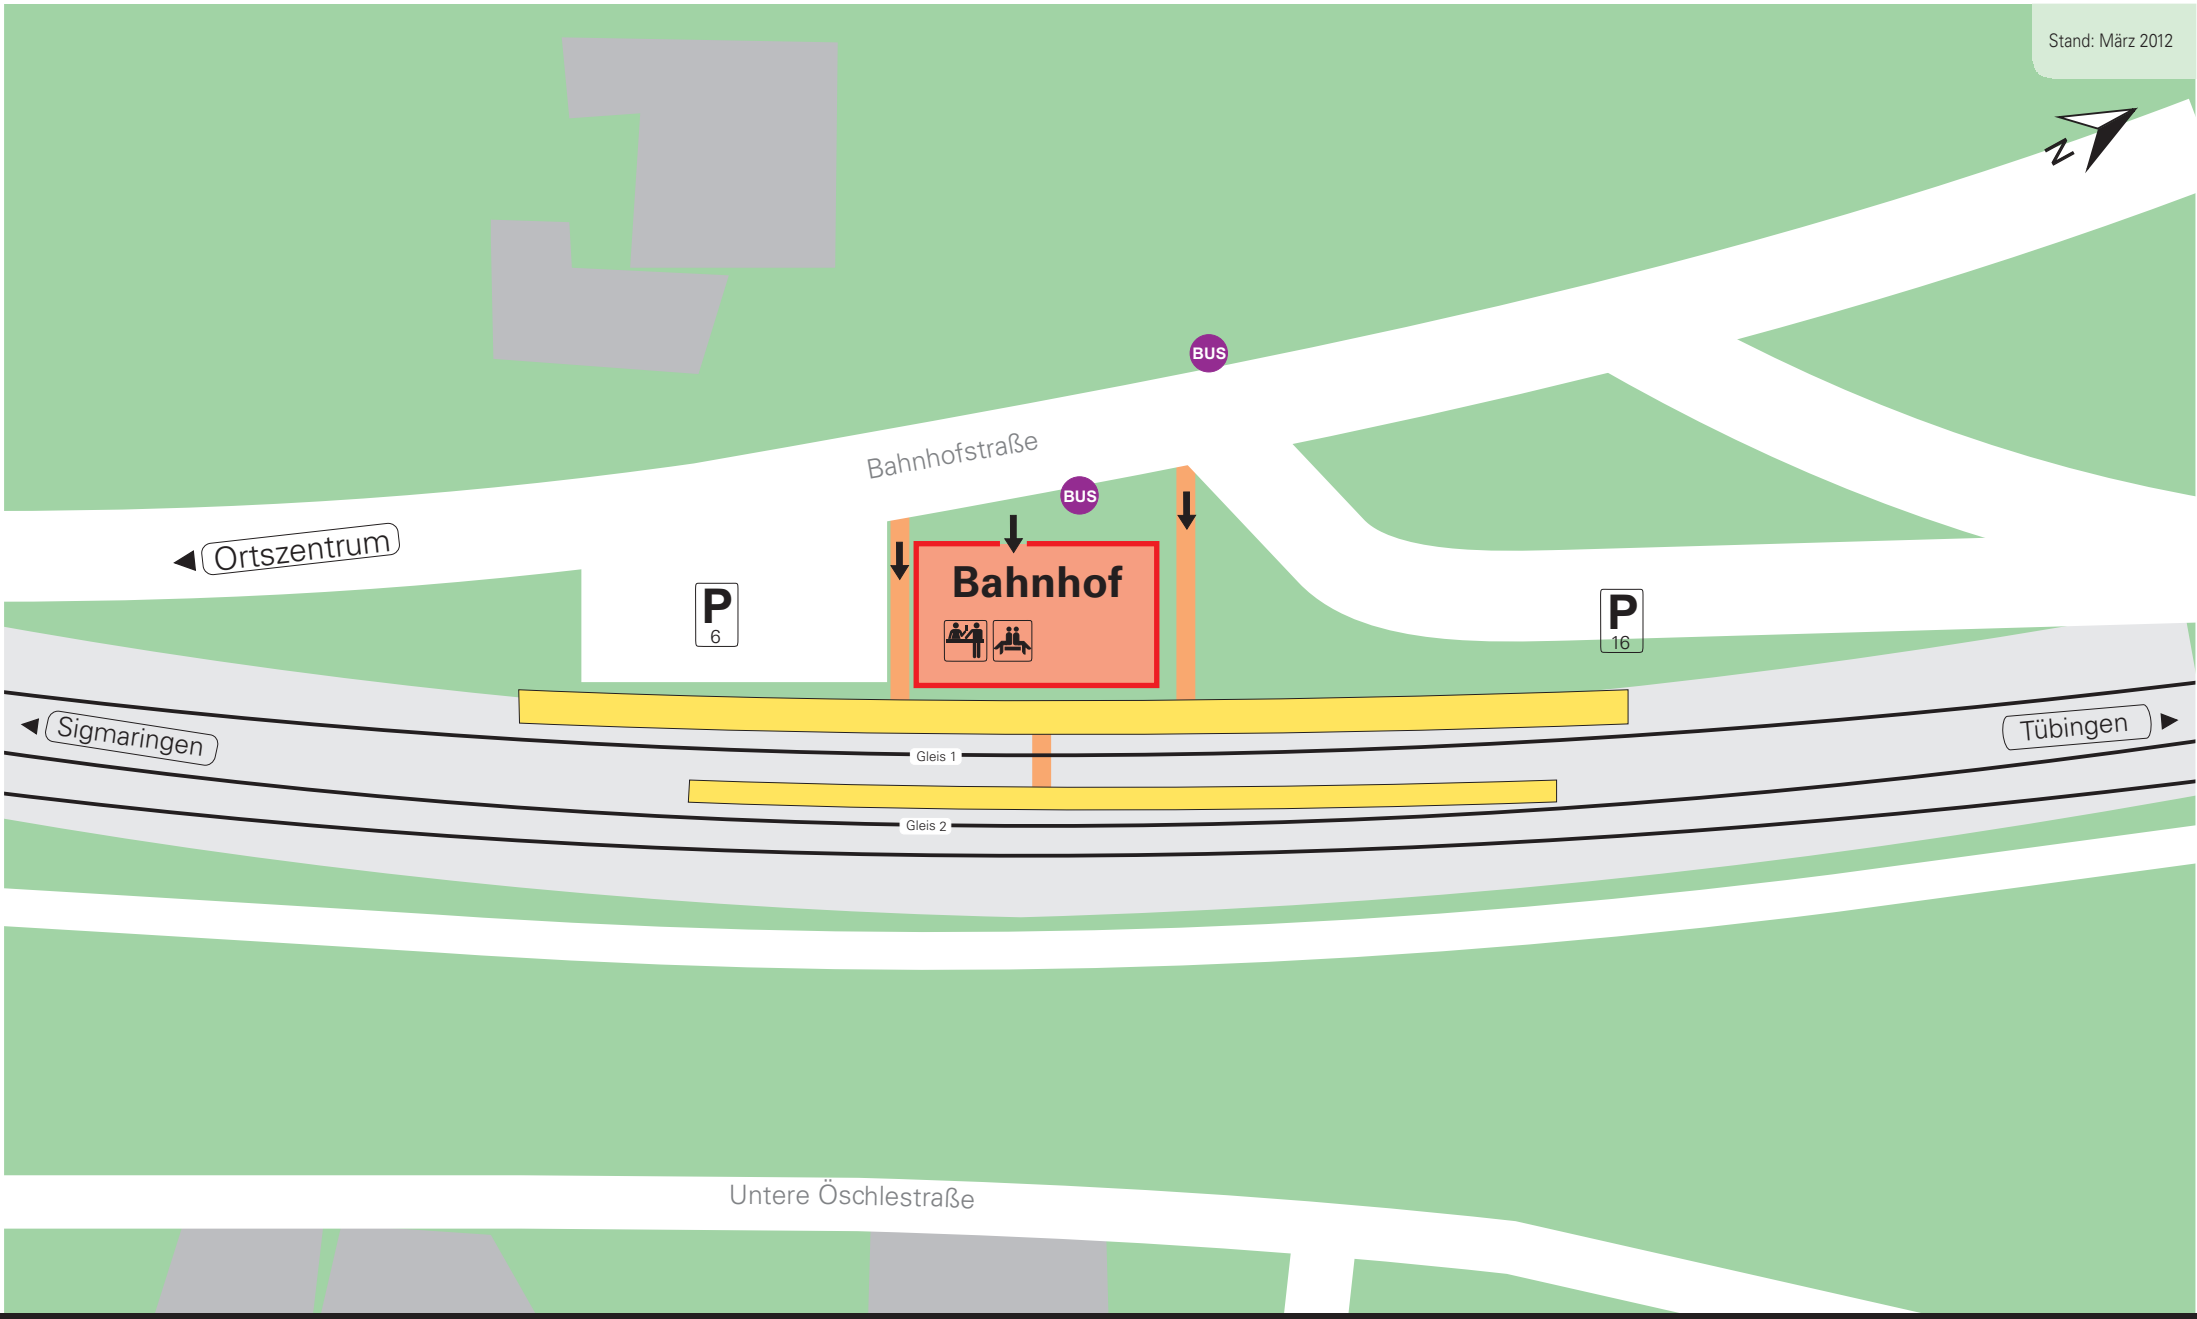 Stand: März 2012
N
BUS
Bahnhofstraße
BUS
Ortszentrum
Bahnhof
P
6
P
16
Sigmaringen
Tübingen
Gleis 1
Gleis 2
Untere Öschlestraße